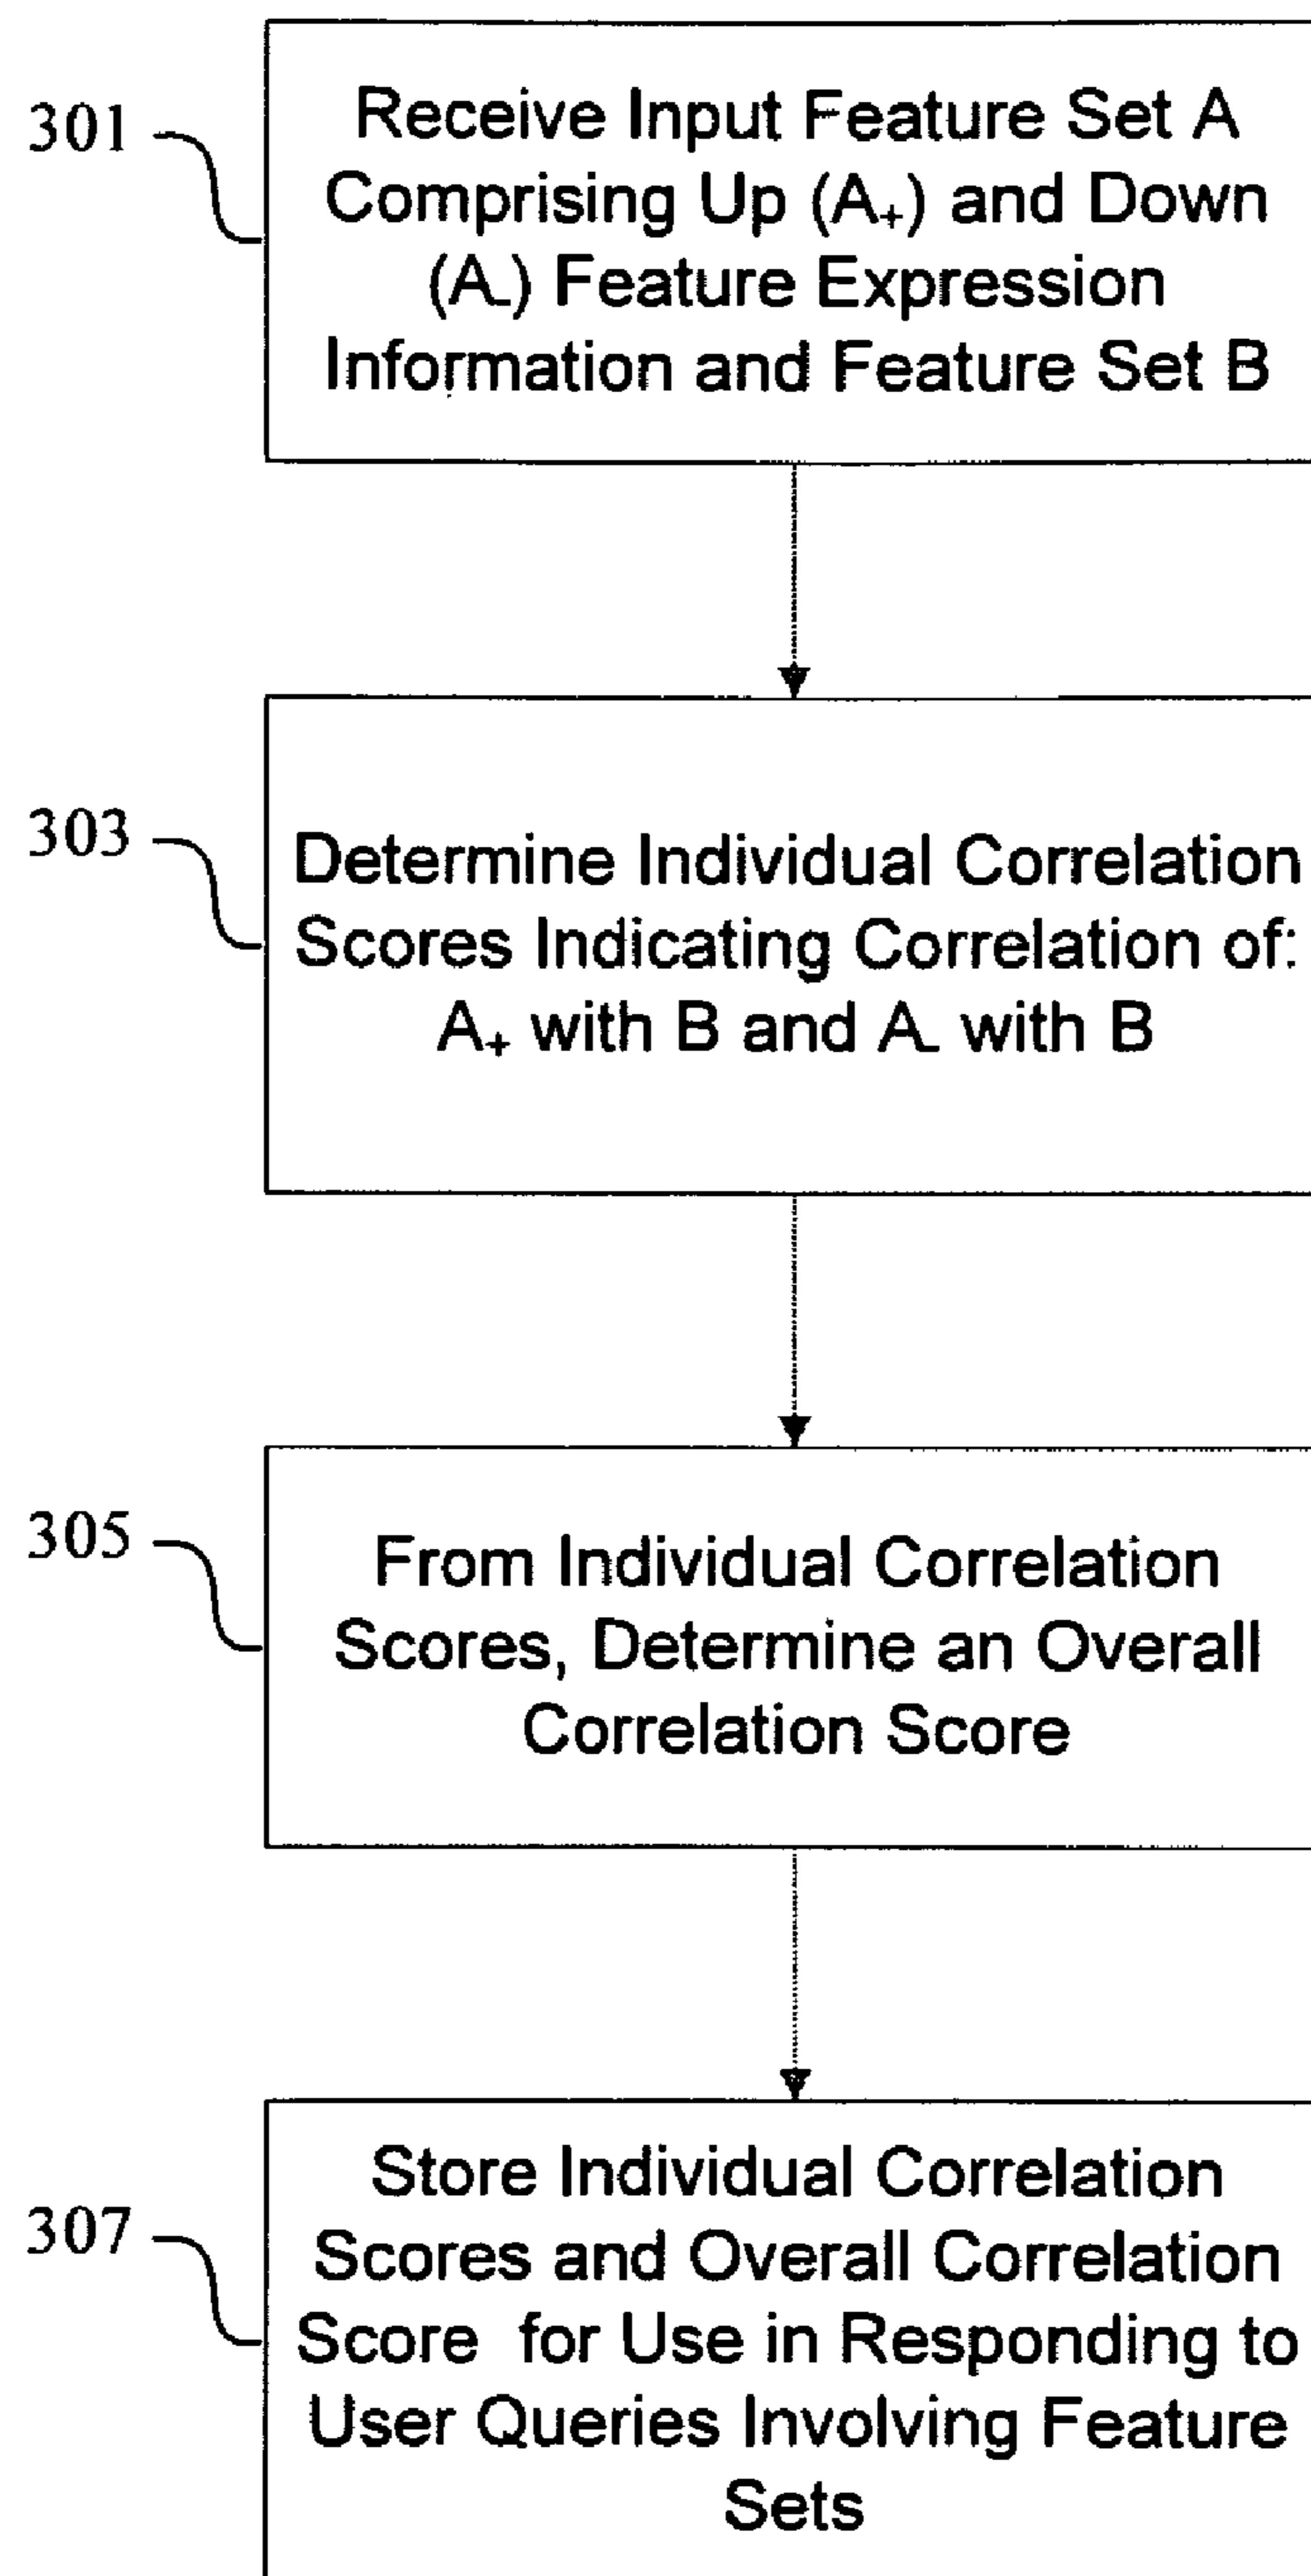 301
Receive Input Feature Set A
Comprising Up (A₊) and Down
(A₋) Feature Expression
Information and Feature Set B
303
Determine Individual Correlation
Scores Indicating Correlation of:
A₊ with B and A₋ with B
305
From Individual Correlation
Scores, Determine an Overall
Correlation Score
307
Store Individual Correlation
Scores and Overall Correlation
Score for Use in Responding to
User Queries Involving Feature
Sets